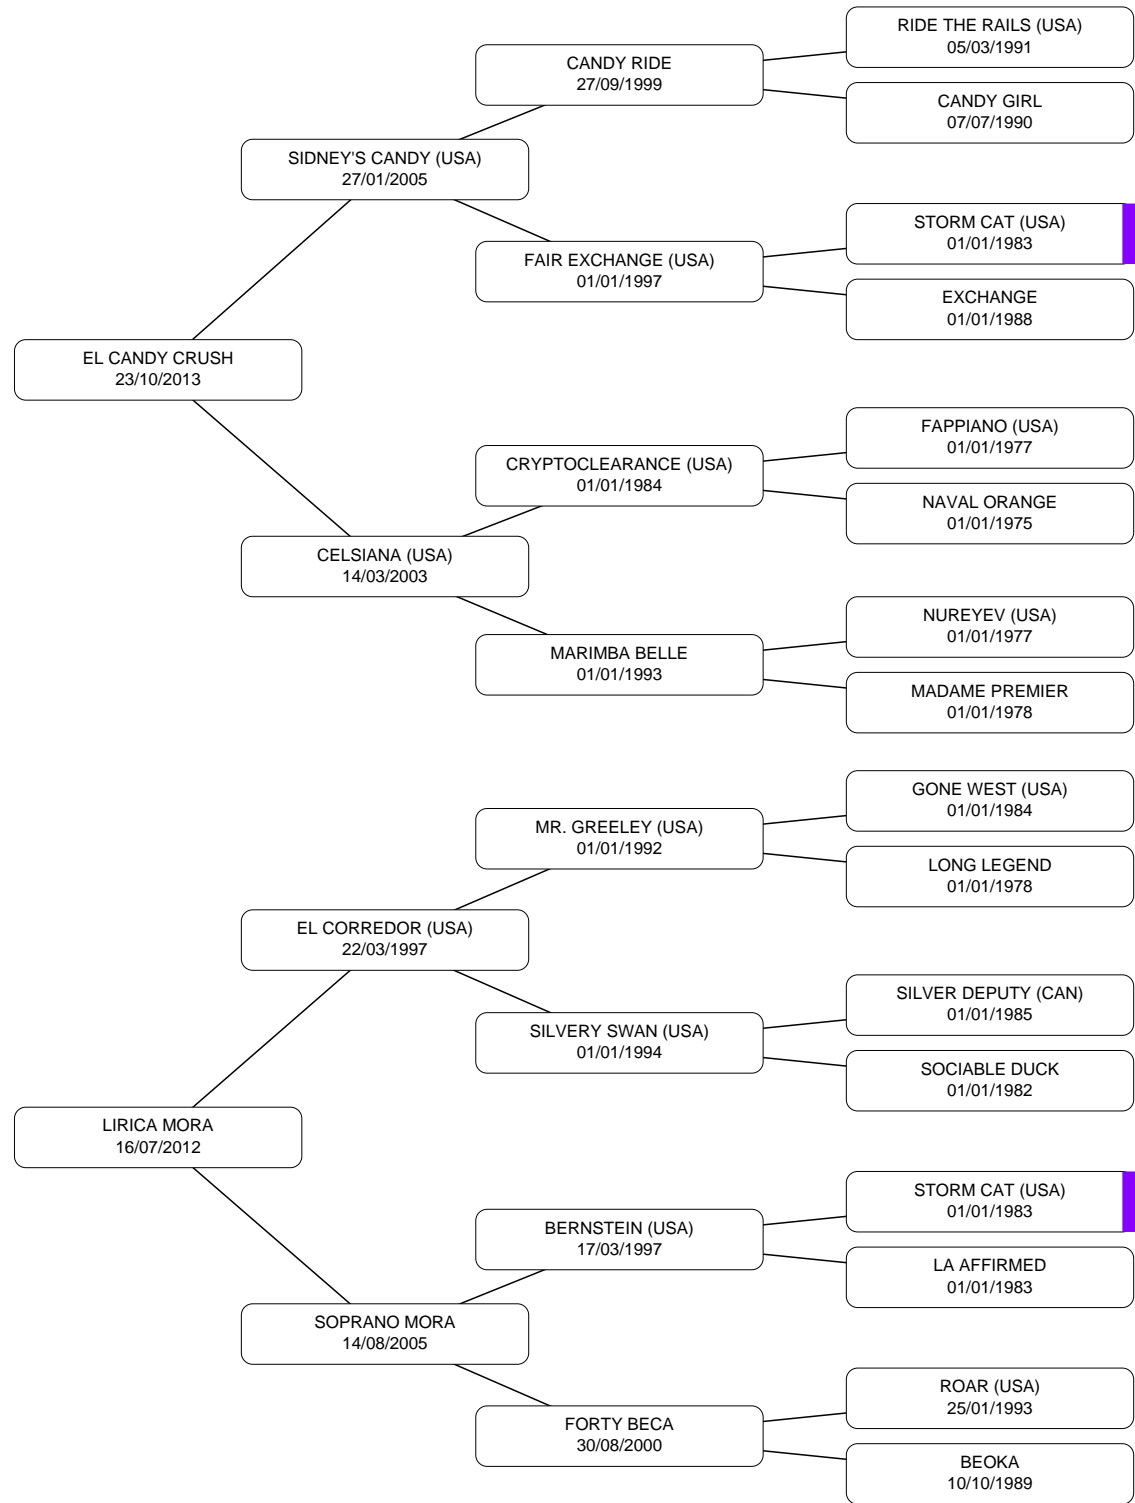 RIDE THE RAILS (USA)
05/03/1991
CANDY RIDE
27/09/1999
CANDY GIRL
07/07/1990
SIDNEY'S CANDY (USA)
27/01/2005
STORM CAT (USA)
01/01/1983
FAIR EXCHANGE (USA)
01/01/1997
EXCHANGE
01/01/1988
EL CANDY CRUSH
23/10/2013
FAPPIANO (USA)
01/01/1977
CRYPTOCLEARANCE (USA)
01/01/1984
NAVAL ORANGE
01/01/1975
CELSIANA (USA)
14/03/2003
NUREYEV (USA)
01/01/1977
MARIMBA BELLE
01/01/1993
MADAME PREMIER
01/01/1978
GONE WEST (USA)
01/01/1984
MR. GREELEY (USA)
01/01/1992
LONG LEGEND
01/01/1978
EL CORREDOR (USA)
22/03/1997
SILVER DEPUTY (CAN)
01/01/1985
SILVERY SWAN (USA)
01/01/1994
SOCIABLE DUCK
01/01/1982
LIRICA MORA
16/07/2012
STORM CAT (USA)
01/01/1983
BERNSTEIN (USA)
17/03/1997
LA AFFIRMED
01/01/1983
SOPRANO MORA
14/08/2005
ROAR (USA)
25/01/1993
FORTY BECA
30/08/2000
BEOKA
10/10/1989